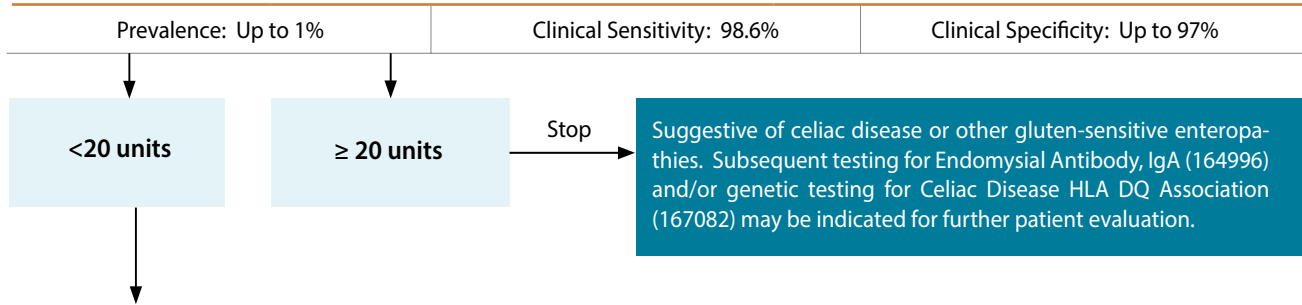 Prevalence: Up to 1%
Clinical Sensitivity: 98.6%
Clinical Specificity: Up to 97%
<20 units
≥ 20 units
Stop
Suggestive of celiac disease or other gluten-sensitive enteropa-
thies. Subsequent testing for Endomysial Antibody, IgA (164996)
and/or genetic testing for Celiac Disease HLA DQ Association
(167082) may be indicated for further patient evaluation.